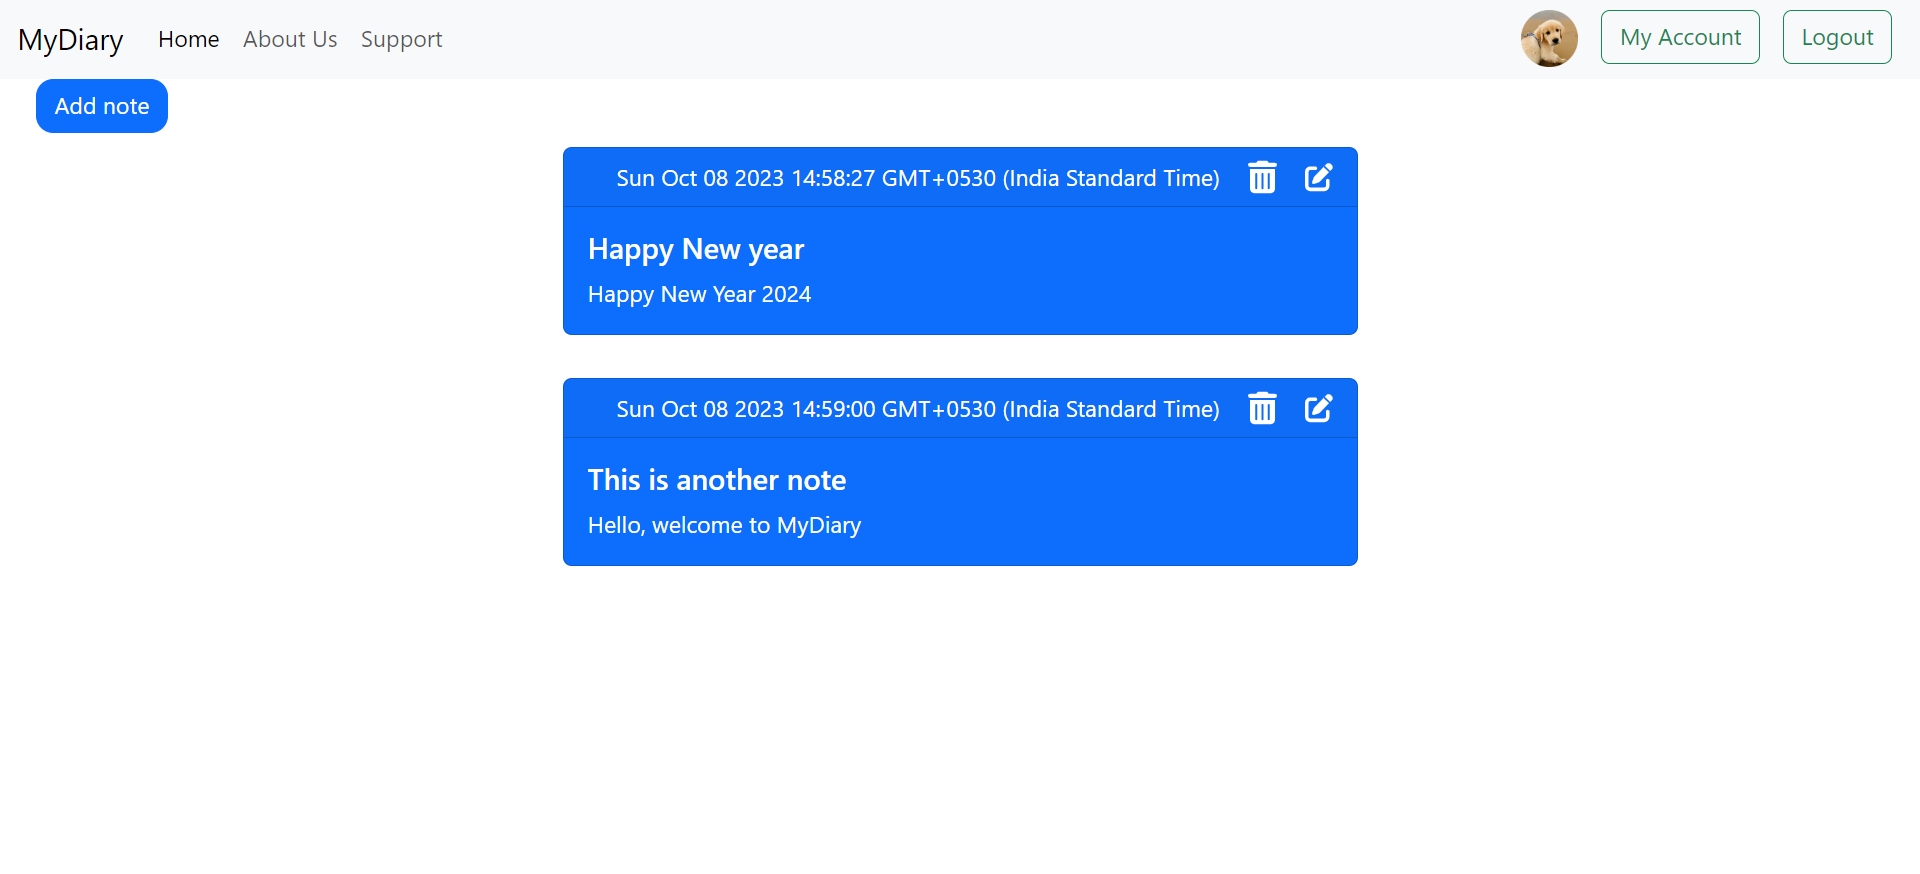 MyDiary Home About Us Support My Account Logout
Add note
Sun Oct 08 2023 14:58:27 GMT+0530 (India Standard Time)
Happy New year
Happy New Year 2024
Sun Oct 08 2023 14:59:00 GMT+0530 (India Standard Time)
This is another note
Hello, welcome to MyDiary